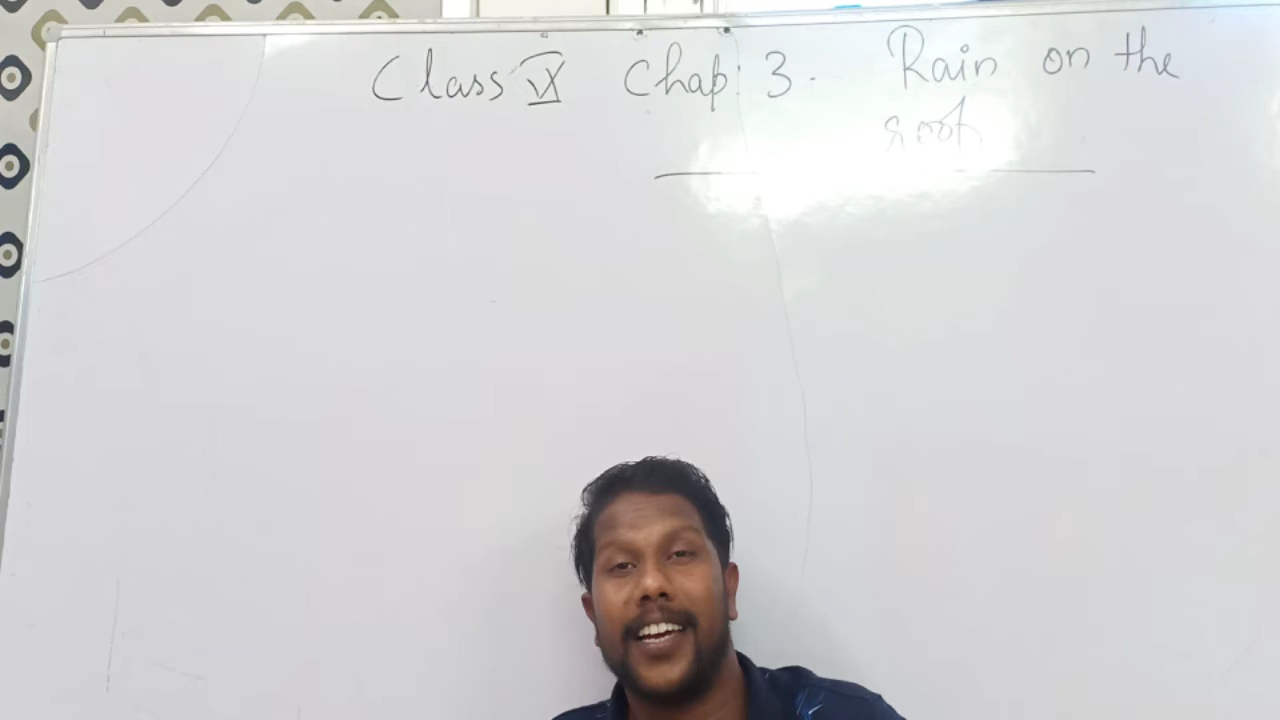 Class IX Chap: 3. Rain on the
roof